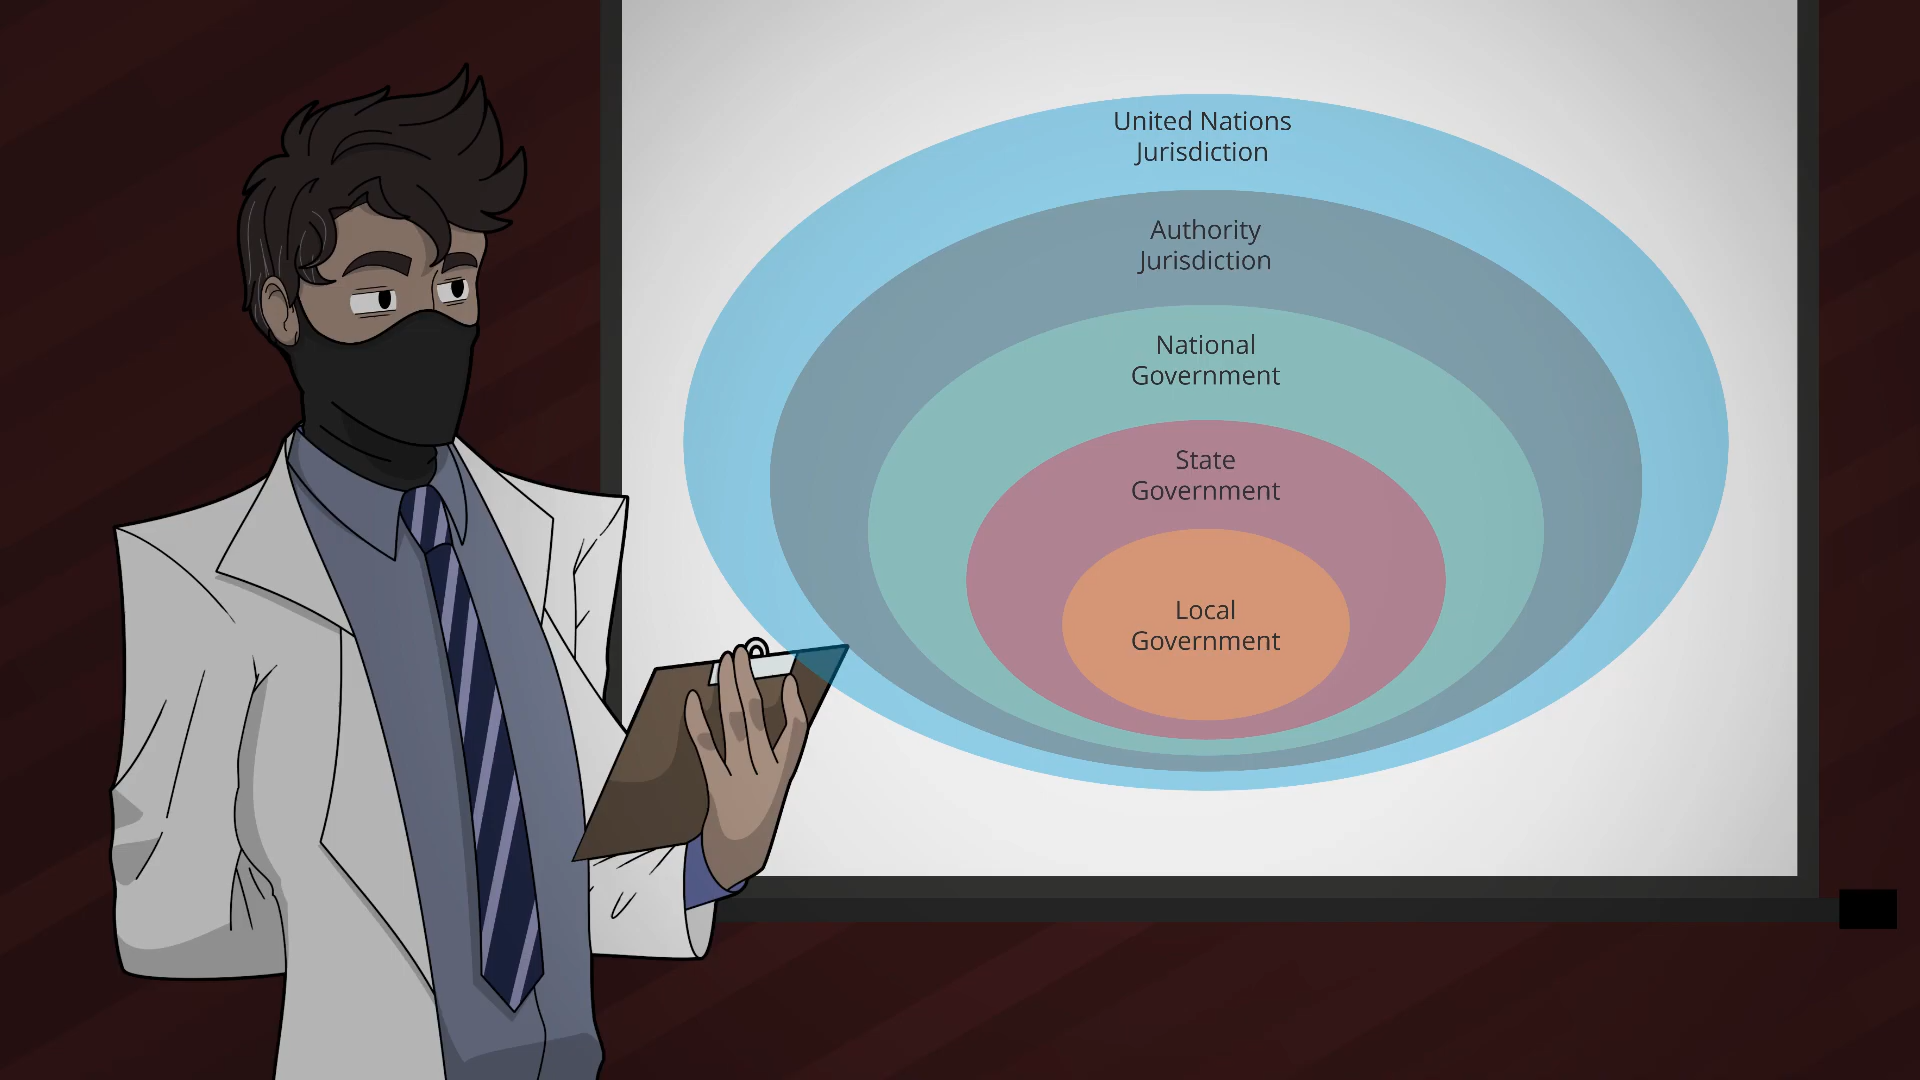 United Nations
Jurisdiction
Authority
Jurisdiction
National
Government
State
Government
Local
Government